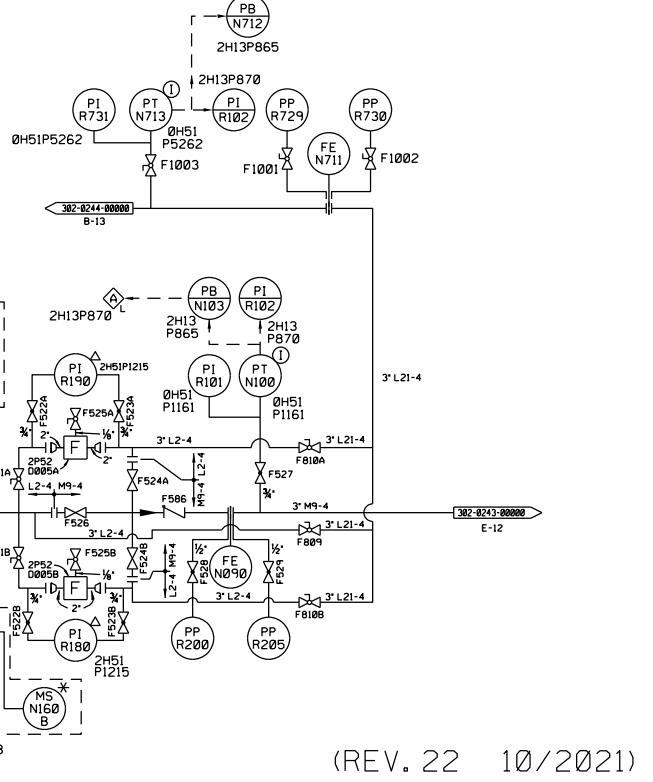 PB
N712
2H13P865
2H13P870
I
PI
R731
PT
N713
PI
R102
PP
R729
PP
R730
0H51P5262
0H51
P5262
FE
N711
F1003
F1001
F1002
302-0244-00000
B-13
A
L
PB
N103
PI
R102
2H13P870
2H13
P865
2H13
P870
I
PI
R190
2H51P1215
PI
R101
PT
N100
3" L21-4
0H51
P1161
0H51
P1161
F522A
F525A
F523A
3/4"
1/8"
3/4"
2"
F
2"
3" L2-4
3" L21-4
F810A
2P52
D005A
1A
L2-4
M9-4
F524A
L2-4
M9-4
F527
3/4"
F586
F526
3" M9-4
302-0243-00000
E-12
3" L2-4
3" L21-4
F809
1B
2P52
D005B
F525B
F524B
M9-4
L2-4
1/2"
F528
FE
N090
1/2"
F529
1/8"
F
3/4"
2"
3/4"
3" L2-4
3" L21-4
F810B
F522B
F523B
PI
R180
PP
R200
PP
R205
2H51
P1215
MS
N160
B
*
(REV. 22 10/2021)